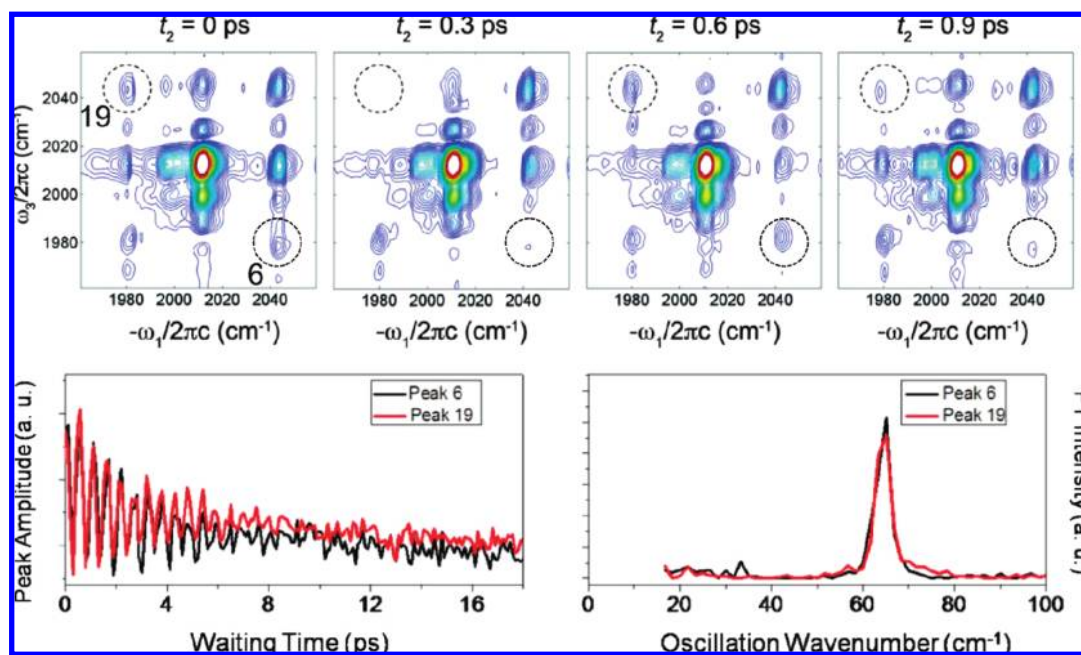 t₂ = 0 ps t₂ = 0.3 ps t₂ = 0.6 ps t₂ = 0.9 ps
ω₃/2πc (cm⁻¹)
2040
2020
2000
1980
19
6
1980 2000 2020 2040 1980 2000 2020 2040 1980 2000 2020 2040 1980 2000 2020 2040
-ω₁/2πc (cm⁻¹) -ω₁/2πc (cm⁻¹) -ω₁/2πc (cm⁻¹) -ω₁/2πc (cm⁻¹)
Peak Amplitude (a. u.)
Peak 6
Peak 19
0 4 8 12 16
Waiting Time (ps)
Peak 6
Peak 19
0 20 40 60 80 100
Oscillation Wavenumber (cm⁻¹)
Intensity (a. u.)